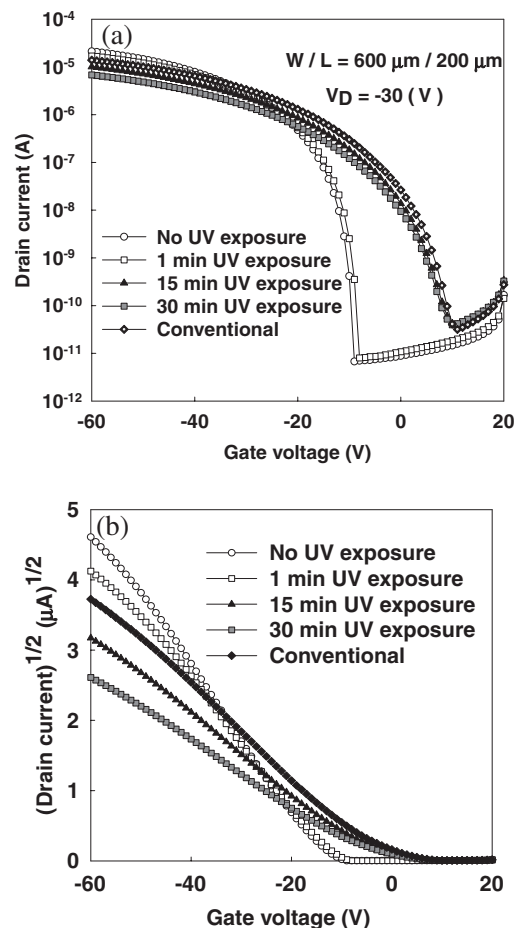 (a)
W / L = 600 μm / 200 μm
V_D = -30 ( V )
10^-4
10^-5
10^-6
10^-7
10^-8
10^-9
10^-10
10^-11
10^-12
Drain current (A)
No UV exposure
1 min UV exposure
15 min UV exposure
30 min UV exposure
Conventional
-60 -40 -20 0 20
Gate voltage (V)
(b)
5
4
3
2
1
0
(Drain current)^1/2 (μA)^1/2
No UV exposure
1 min UV exposure
15 min UV exposure
30 min UV exposure
Conventional
-60 -40 -20 0 20
Gate voltage (V)